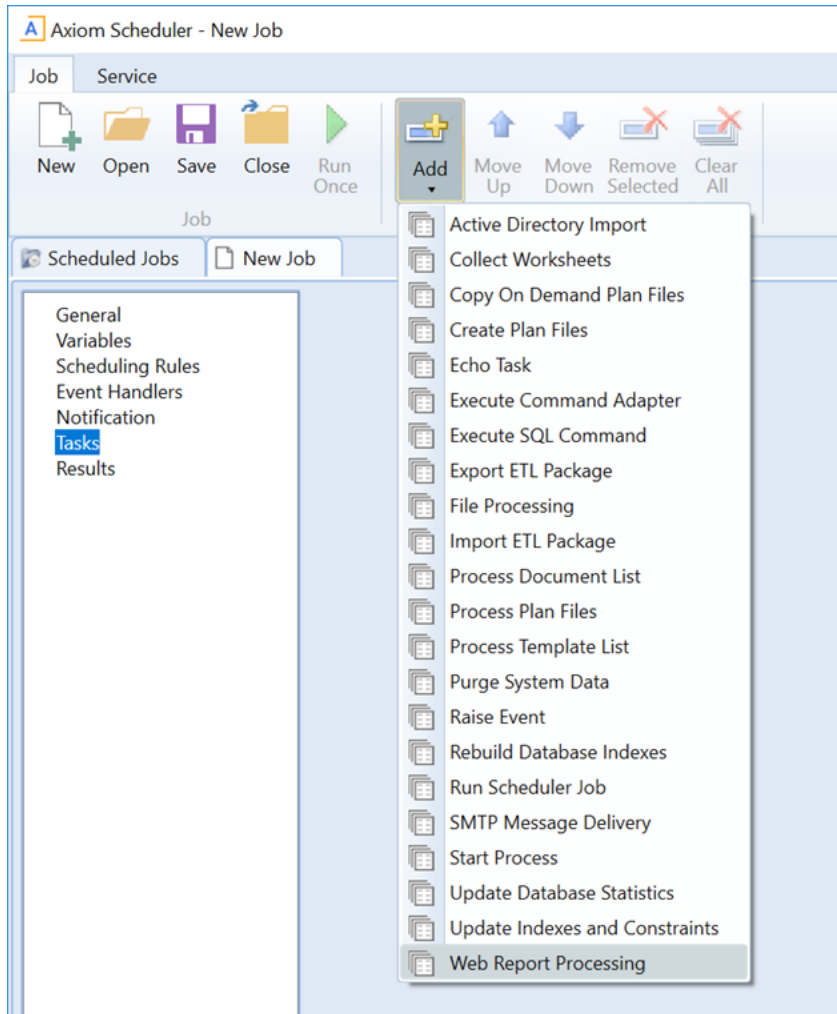 A Axiom Scheduler - New Job
Job Service
New Open Save Close Run Once Add Move Up Move Down Remove Selected Clear All
Job
Scheduled Jobs New Job
General
Variables
Scheduling Rules
Event Handlers
Notification
Tasks
Results
Active Directory Import
Collect Worksheets
Copy On Demand Plan Files
Create Plan Files
Echo Task
Execute Command Adapter
Execute SQL Command
Export ETL Package
File Processing
Import ETL Package
Process Document List
Process Plan Files
Process Template List
Purge System Data
Raise Event
Rebuild Database Indexes
Run Scheduler Job
SMTP Message Delivery
Start Process
Update Database Statistics
Update Indexes and Constraints
Web Report Processing